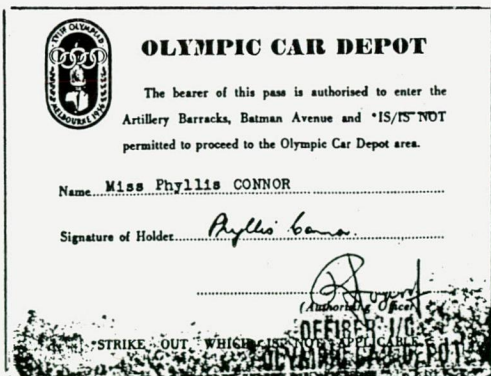 XVIth OLYMPIAD
MELBOURNE 1956
OLYMPIC CAR DEPOT
The bearer of this pass is authorised to enter the
Artillery Barracks, Batman Avenue and *IS/IS NOT
permitted to proceed to the Olympic Car Depot area.
Name Miss Phyllis CONNOR
Signature of Holder Phyllis Connor.
(Authorising Officer)
OFFICER I/C
*STRIKE OUT WHICH IS NOT APPLICABLE
OLYMPIC CAR DEPOT